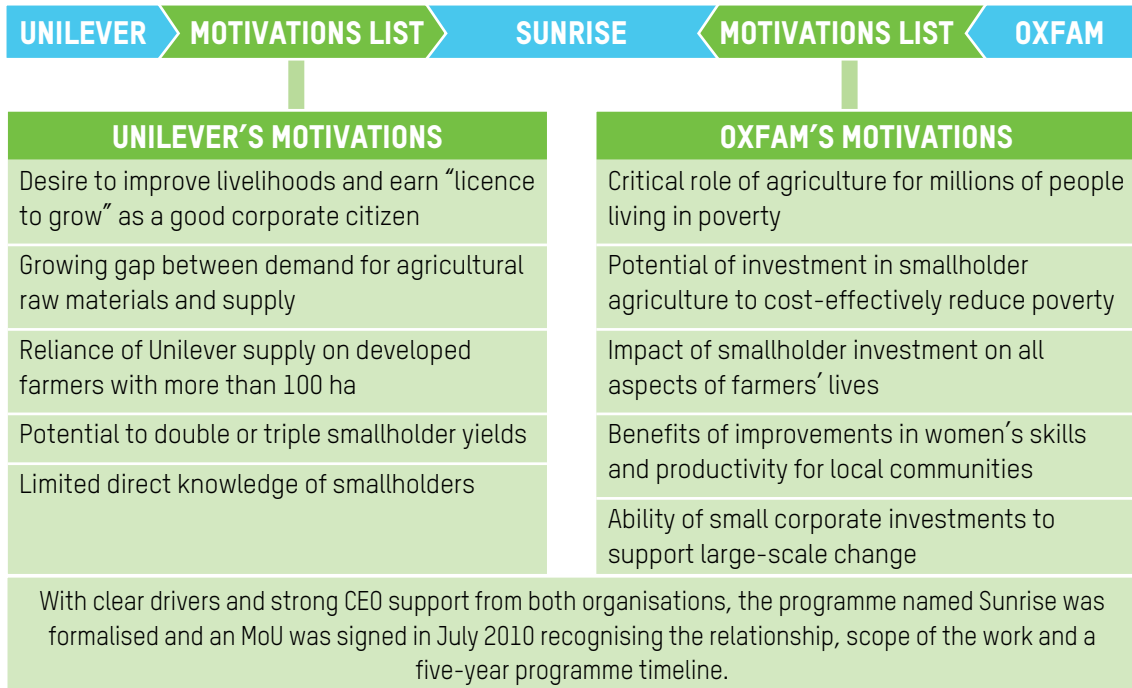 UNILEVER MOTIVATIONS LIST SUNRISE MOTIVATIONS LIST OXFAM
UNILEVER’S MOTIVATIONS
Desire to improve livelihoods and earn “licence
to grow” as a good corporate citizen
Growing gap between demand for agricultural
raw materials and supply
Reliance of Unilever supply on developed
farmers with more than 100 ha
Potential to double or triple smallholder yields
Limited direct knowledge of smallholders
OXFAM’S MOTIVATIONS
Critical role of agriculture for millions of people
living in poverty
Potential of investment in smallholder
agriculture to cost-effectively reduce poverty
Impact of smallholder investment on all
aspects of farmers’ lives
Benefits of improvements in women’s skills
and productivity for local communities
Ability of small corporate investments to
support large-scale change
With clear drivers and strong CEO support from both organisations, the programme named Sunrise was
formalised and an MoU was signed in July 2010 recognising the relationship, scope of the work and a
five-year programme timeline.